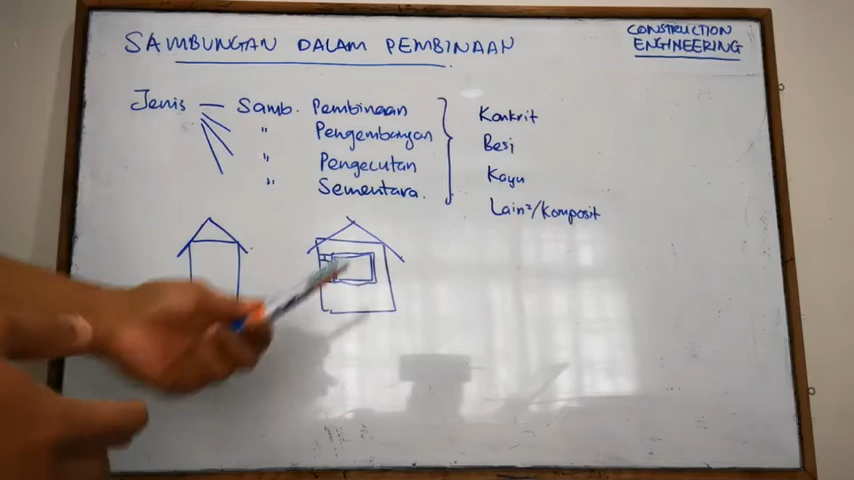 SAMBUNGAN DALAM PEMBINAAN
CONSTRUCTION
ENGINEERING
Jenis — Samb. Pembinaan
" Pengembangan
" Pengecutan
" Sementara.
Konkrit
Besi
Kayu
Lain²/Komposit